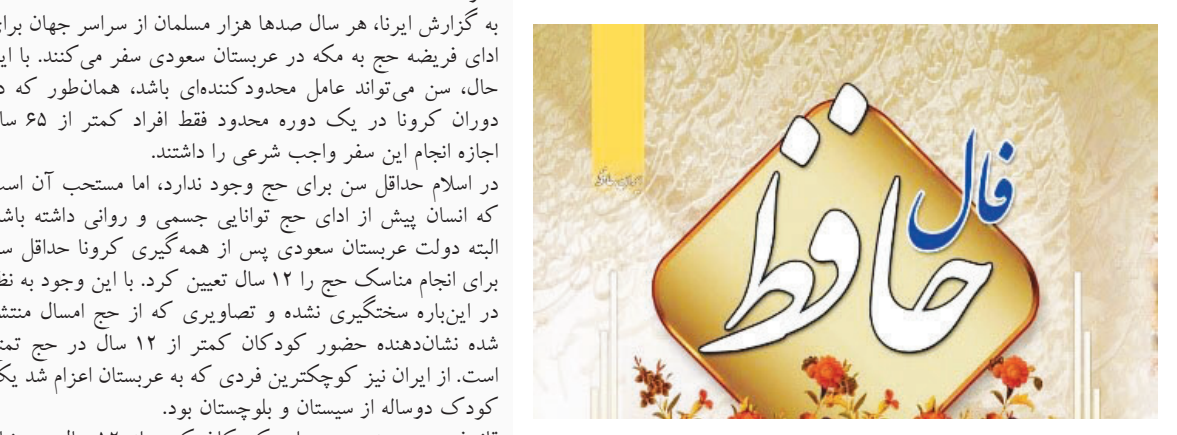 به گزارش ایرنا، هر سال صدها هزار مسلمان از سراسر جهان برای
ادای فریضه حج به مکه در عربستان سعودی سفر می‌کنند. با این
حال، سن می‌تواند عامل محدودکننده‌ای باشد، همان‌طور که در
دوران کرونا در یک دوره محدود فقط افراد کمتر از ۶۵ سال
اجازه انجام این سفر واجب شرعی را داشتند.
در اسلام حداقل سن برای حج وجود ندارد، اما مستحب آن است
که انسان پیش از ادای حج توانایی جسمی و روانی داشته باشد
البته دولت عربستان سعودی پس از همه‌گیری کرونا حداقل سن
برای انجام مناسک حج را ۱۲ سال تعیین کرد. با این وجود به نظر
در این‌باره سختگیری نشده و تصاویری که از حج امسال منتشر
شده نشان‌دهنده حضور کودکان کمتر از ۱۲ سال در حج تمتع
است. از ایران نیز کوچکترین فردی که به عربستان اعزام شد یک
کودک دوساله از سیستان و بلوچستان بود.
فال
حافظ